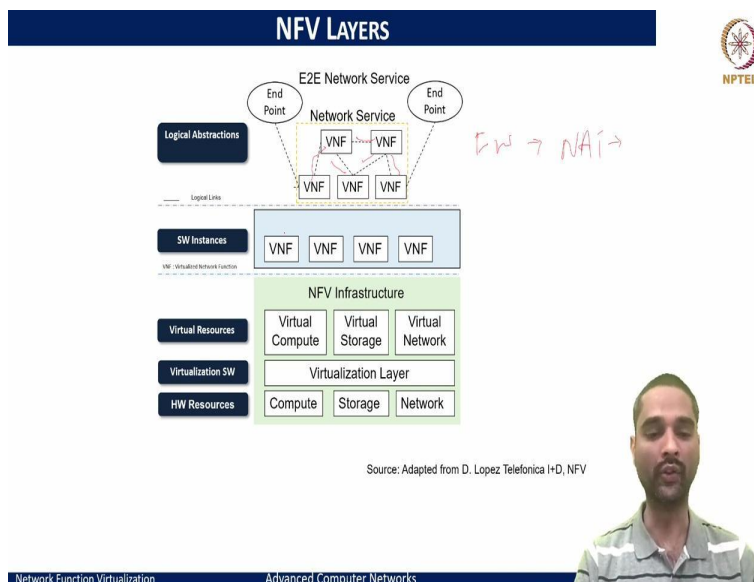 NFV LAYERS
NPTEL
E2E Network Service
End Point
End Point
Network Service
Logical Abstractions
VNF
VNF
VNF
VNF
VNF
Logical Links
SW Instances
VNF
VNF
VNF
VNF
VNF : Virtualized Network Function
NFV Infrastructure
Virtual Resources
Virtual Compute
Virtual Storage
Virtual Network
Virtualization SW
Virtualization Layer
HW Resources
Compute
Storage
Network
Source: Adapted from D. Lopez Telefonica I+D, NFV
Network Function Virtualization
Advanced Computer Networks